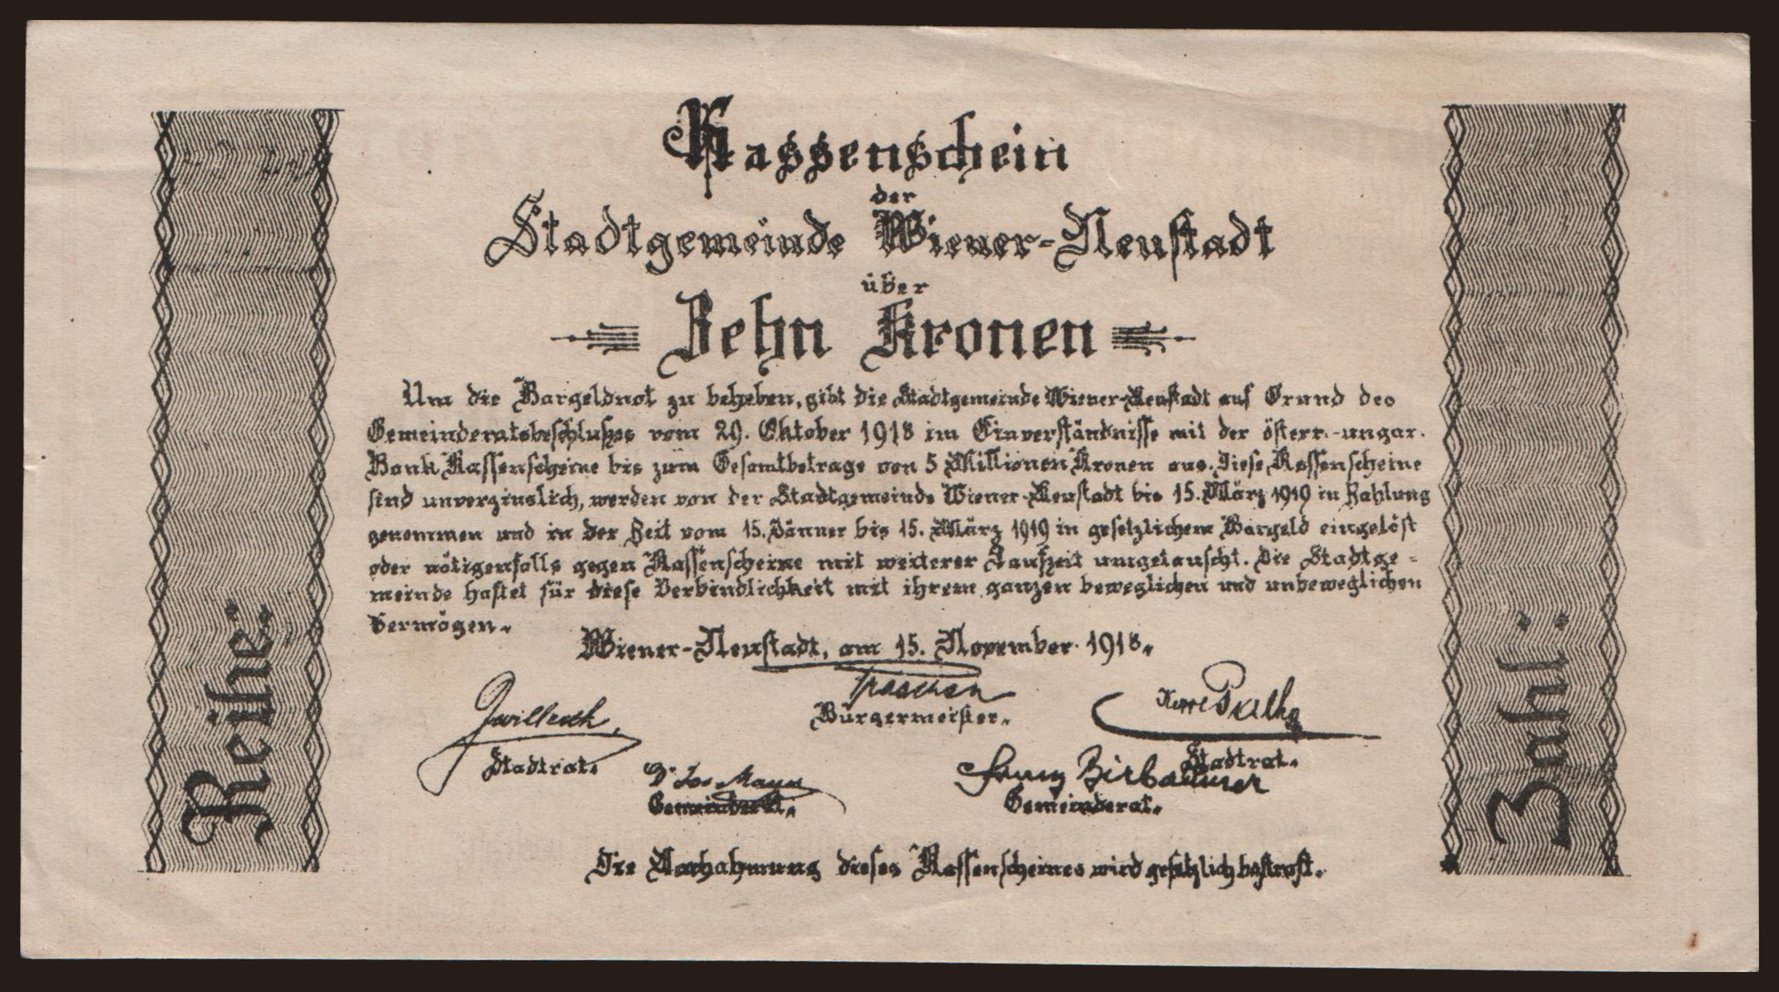 Kassenschein
der
Stadtgemeinde Wiener-Neustadt
über
Zehn Kronen
Um die Bargeldnot zu beheben, gibt die Stadtgemeinde Wiener-Neustadt auf Grund des
Gemeinderatsbeschlußes vom 29. Oktober 1918 im Einverständnisse mit der österr.-ungar.
Bank Kassenscheine bis zum Gesamtbetrage von 5 Millionen Kronen aus. Diese Kassenscheine
sind unverzinslich, werden von der Stadtgemeinde Wiener-Neustadt bis 15. März 1919 in Zahlung
genommen und in der Zeit vom 15. Jänner bis 15. März 1919 in gesetzlichem Bargeld eingelöst
oder nötigenfalls gegen Kassenscheine mit weiterer Laufzeit umgetauscht. Die Stadtge-
meinde haftet für diese Verbindlichkeit mit ihrem ganzen beweglichen und unbeweglichen
Vermögen.
Wiener-Neustadt, am 15. November 1918.
Bürgermeister.
Stadtrat.
Stadtrat.
Dr Jos Mann
Franz Birbaumer
Gemeinderat.
Gemeinderat.
Die Nachahmung dieses Kassenscheines wird gesetzlich bestraft.
Reihe:
Zahl: